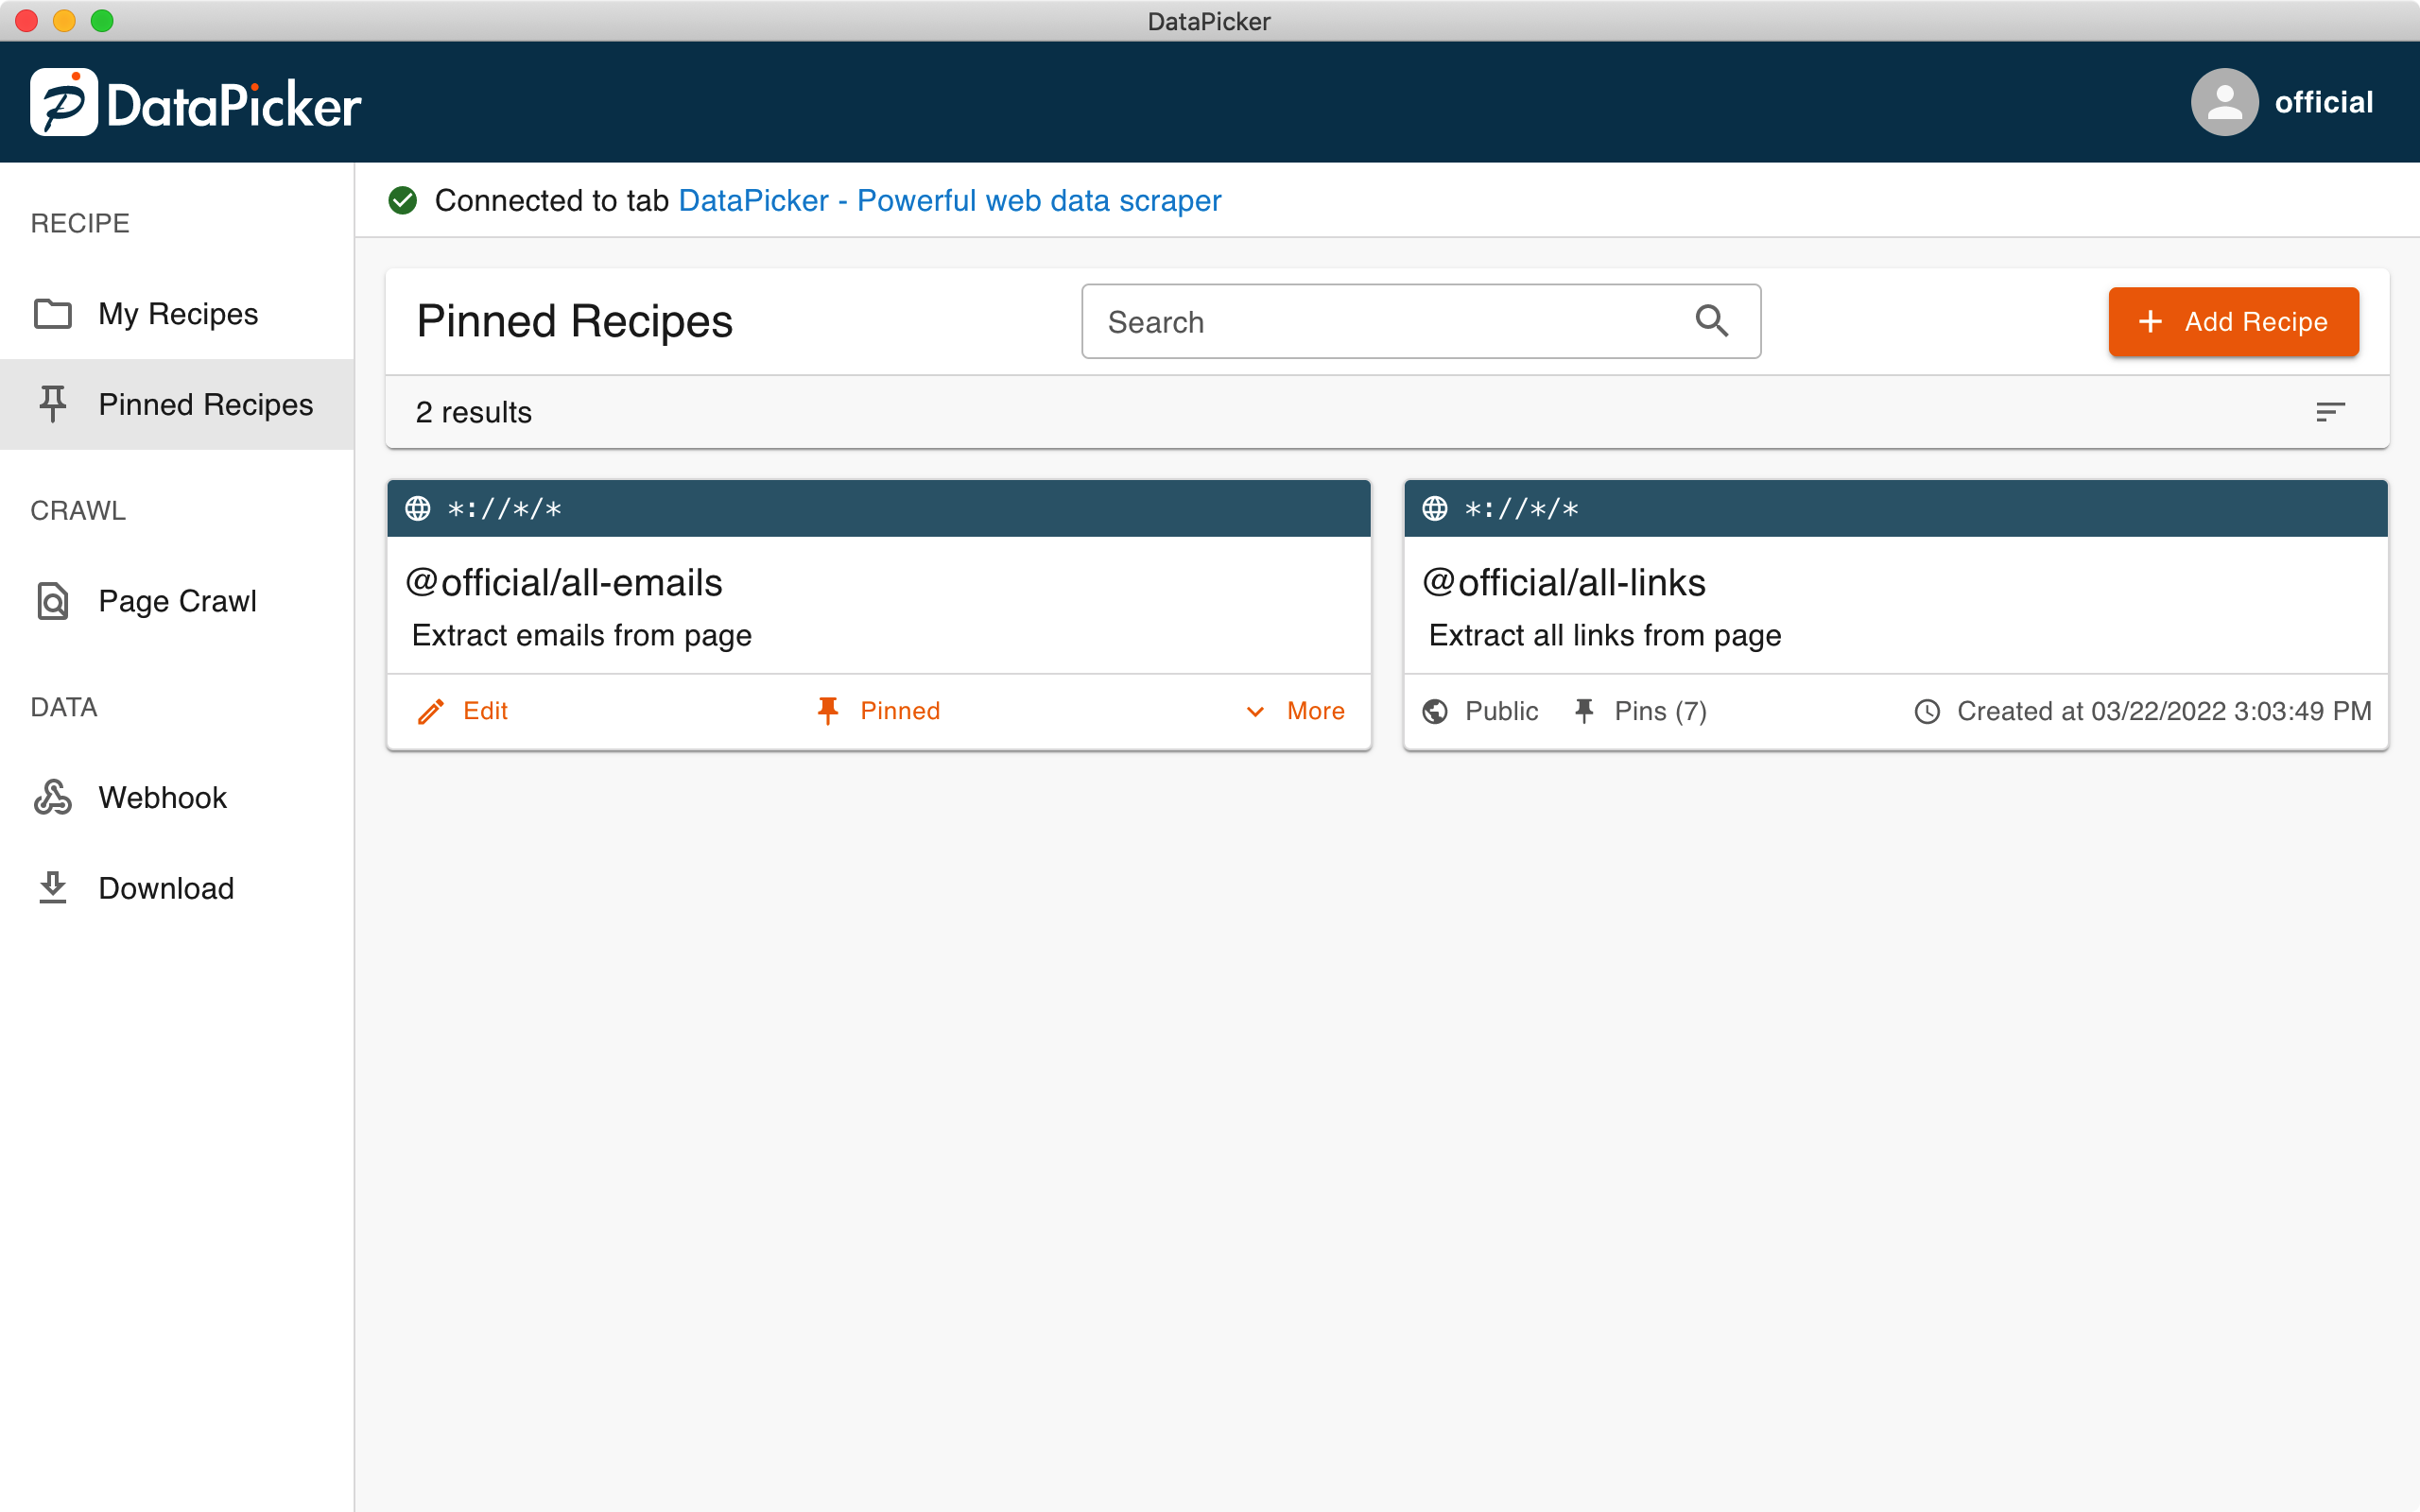 DataPicker
DataPicker
official
RECIPE
My Recipes
Pinned Recipes
CRAWL
Page Crawl
DATA
Webhook
Download
Connected to tab DataPicker - Powerful web data scraper
Pinned Recipes
Search
Add Recipe
2 results
*://*/*
@official/all-emails
Extract emails from page
Edit
Pinned
More
*://*/*
@official/all-links
Extract all links from page
Public
Pins (7)
Created at 03/22/2022 3:03:49 PM